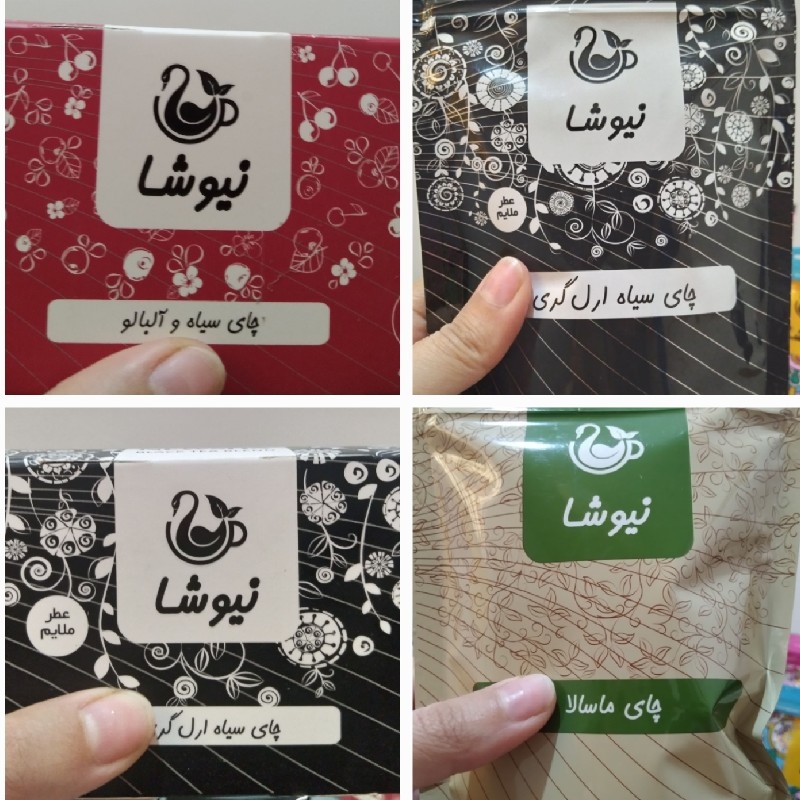 نیوشا
چای سیاه و آلبالو
نیوشا
عطر
ملایم
چای سیاه ارل گری
نیوشا
عطر
ملایم
چای سیاه ارل گری
نیوشا
چای ماسالا